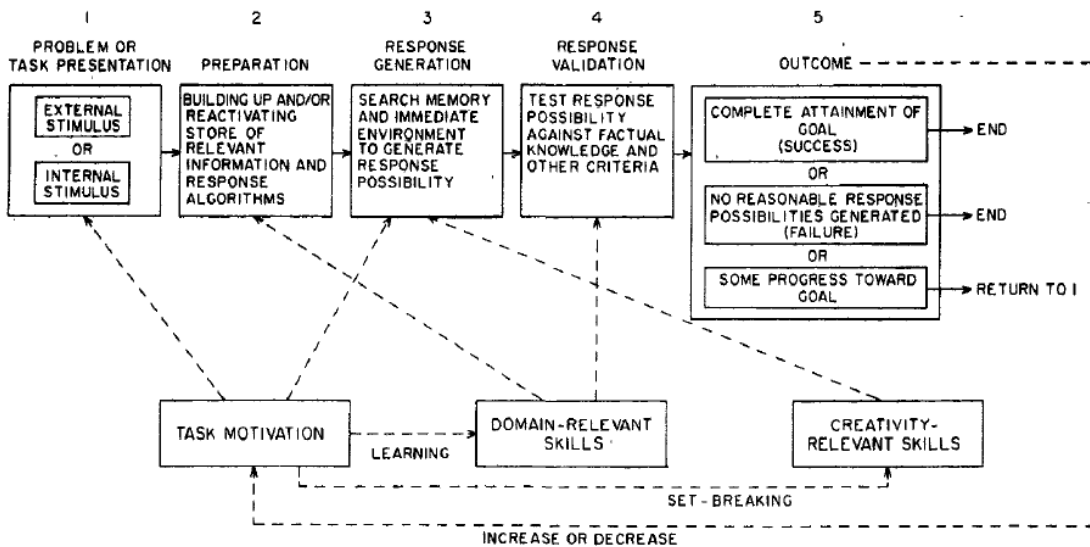 1
2
3
4
5
PROBLEM OR
TASK PRESENTATION
PREPARATION
RESPONSE
GENERATION
RESPONSE
VALIDATION
OUTCOME
EXTERNAL
STIMULUS
OR
INTERNAL
STIMULUS
BUILDING UP AND/OR
REACTIVATING
STORE OF
RELEVANT
INFORMATION AND
RESPONSE
ALGORITHMS
SEARCH MEMORY
AND IMMEDIATE
ENVIRONMENT
TO GENERATE
RESPONSE
POSSIBILITY
TEST RESPONSE
POSSIBILITY
AGAINST FACTUAL
KNOWLEDGE AND
OTHER CRITERIA
COMPLETE ATTAINMENT OF
GOAL
(SUCCESS)
END
OR
NO REASONABLE RESPONSE
POSSIBILITIES GENERATED
(FAILURE)
END
OR
SOME PROGRESS TOWARD
GOAL
RETURN TO 1
TASK MOTIVATION
LEARNING
DOMAIN-RELEVANT
SKILLS
CREATIVITY-
RELEVANT SKILLS
SET-BREAKING
INCREASE OR DECREASE